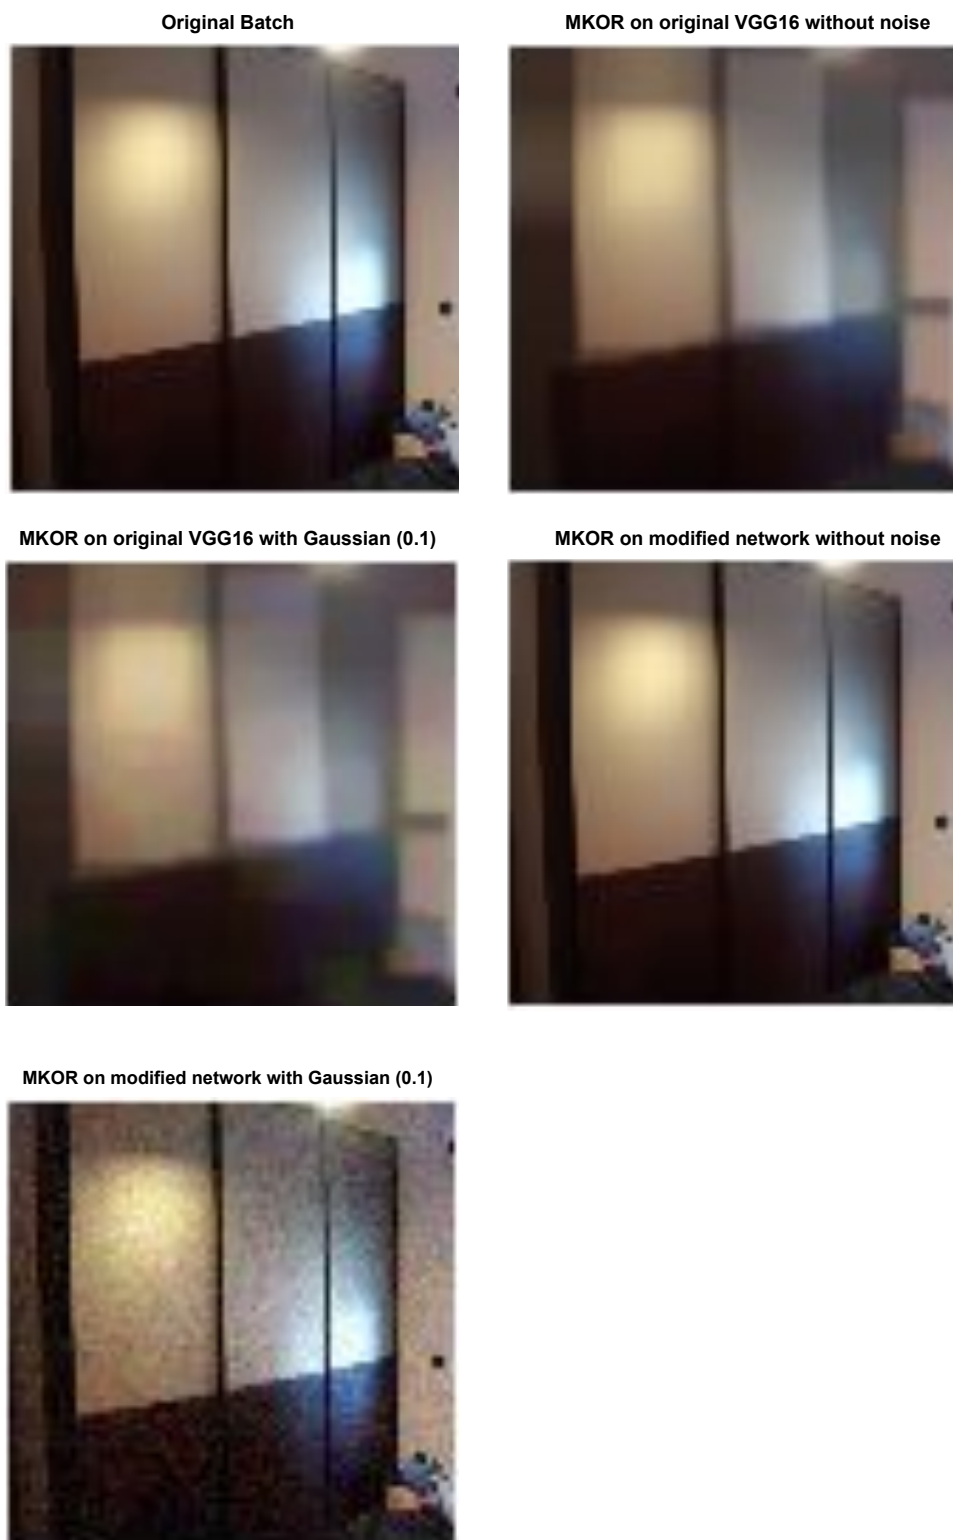 Original Batch
MKOR on original VGG16 without noise
MKOR on original VGG16 with Gaussian (0.1)
MKOR on modified network without noise
MKOR on modified network with Gaussian (0.1)